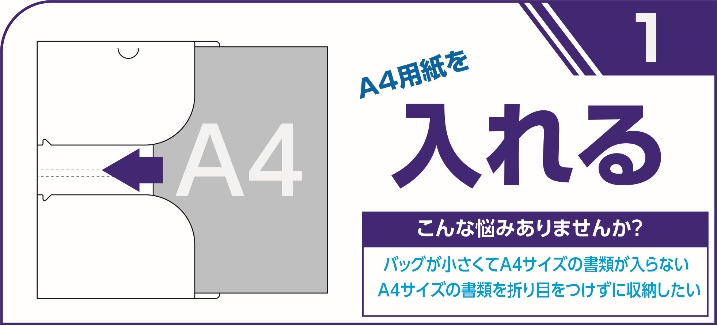 1
A4用紙を
入れる
A4
こんな悩みありませんか?
バッグが小さくてA4サイズの書類が入らない
A4サイズの書類を折り目をつけずに収納したい